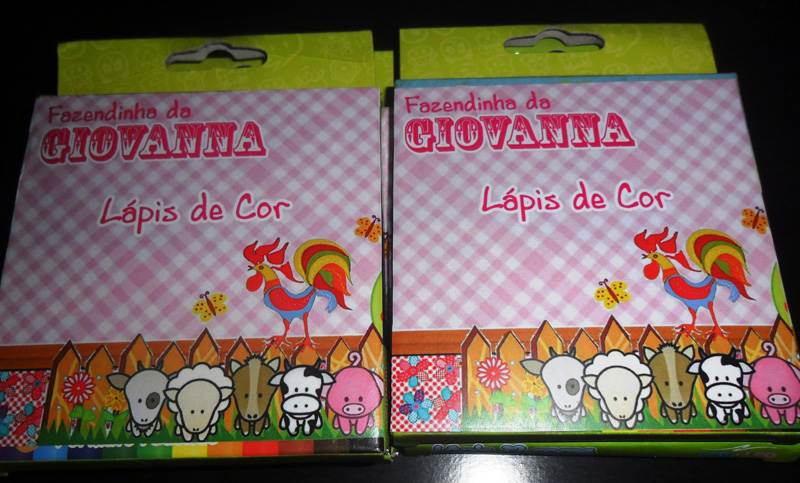 Fazendinha da
GIOVANNA
Lápis de Cor
Fazendinha da
GIOVANNA
Lápis de Cor